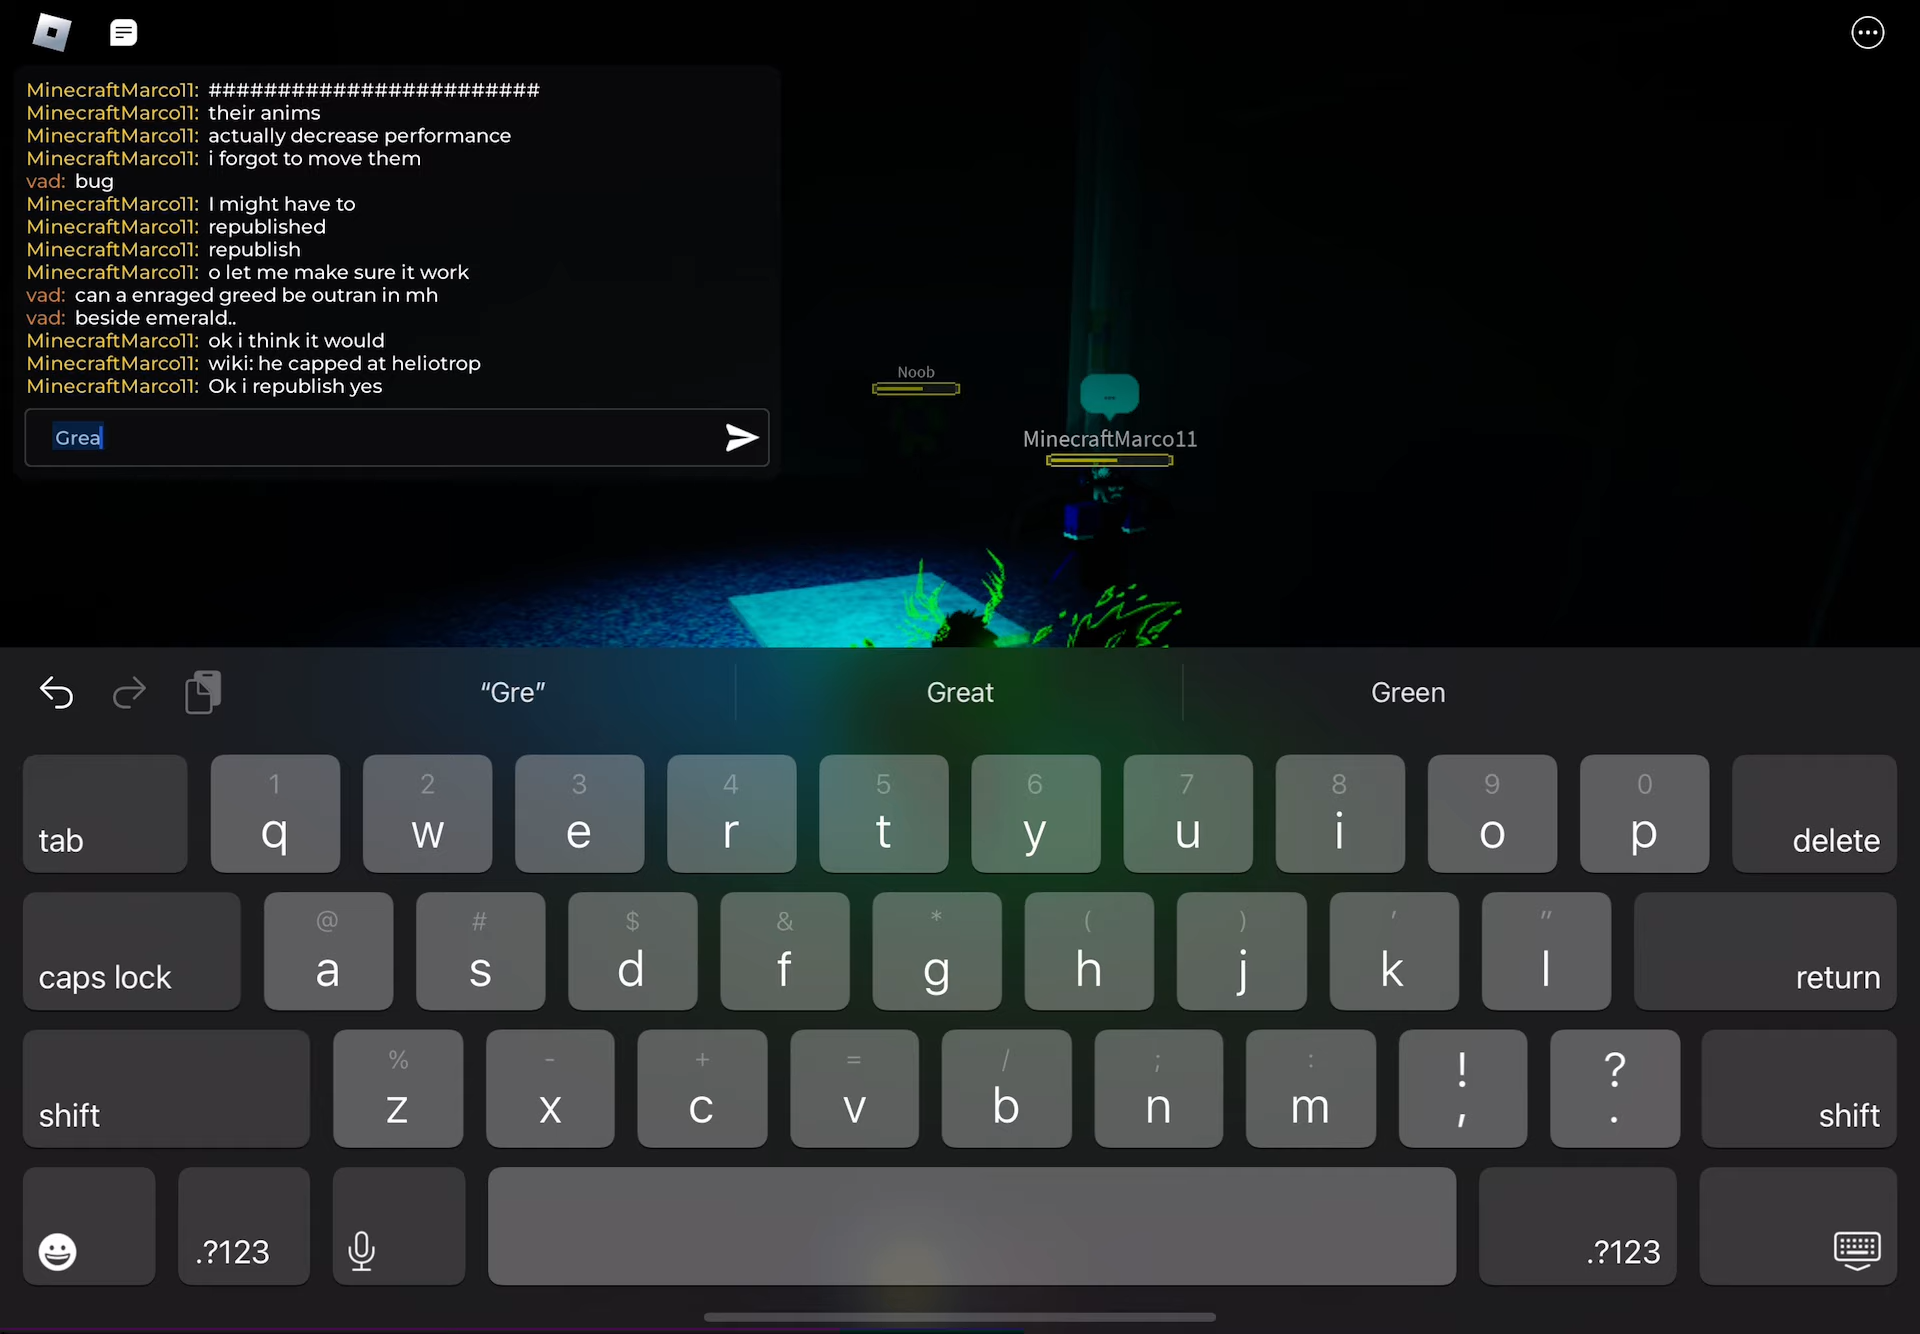 MinecraftMarco11: ########################
MinecraftMarco11: their anims
MinecraftMarco11: actually decrease performance
MinecraftMarco11: i forgot to move them
vad: bug
MinecraftMarco11: I might have to
MinecraftMarco11: republished
MinecraftMarco11: republish
MinecraftMarco11: o let me make sure it work
vad: can a enraged greed be outran in mh
vad: beside emerald..
MinecraftMarco11: ok i think it would
MinecraftMarco11: wiki: he capped at heliotrop
MinecraftMarco11: Ok i republish yes
Grea
Noob
...
MinecraftMarco11
“Gre” Great Green
1 2 3 4 5 6 7 8 9 0
tab q w e r t y u i o p delete
@ # $ & * ( ) ' "
caps lock a s d f g h j k l return
% - + = / ; : ! ?
shift z x c v b n m , . shift
.?123 .?123